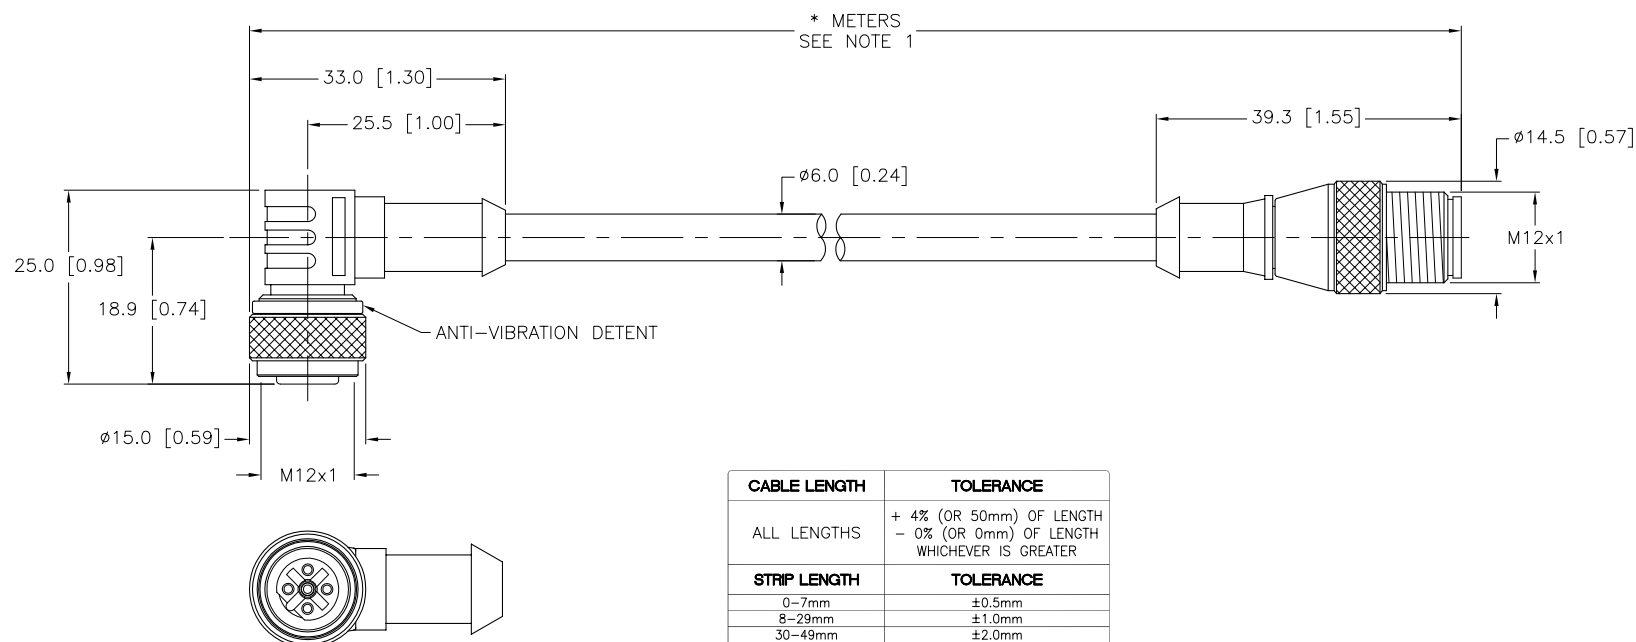 * METERS
SEE NOTE 1
33.0 [1.30]
25.5 [1.00]
39.3 [1.55]
ø14.5 [0.57]
ø6.0 [0.24]
M12x1
25.0 [0.98]
18.9 [0.74]
ANTI-VIBRATION DETENT
ø15.0 [0.59]
M12x1
CABLE LENGTH TOLERANCE
ALL LENGTHS
+ 4% (OR 50mm) OF LENGTH
- 0% (OR 0mm) OF LENGTH
WHICHEVER IS GREATER
STRIP LENGTH TOLERANCE
0-7mm ±0.5mm
8-29mm ±1.0mm
30-49mm ±2.0mm